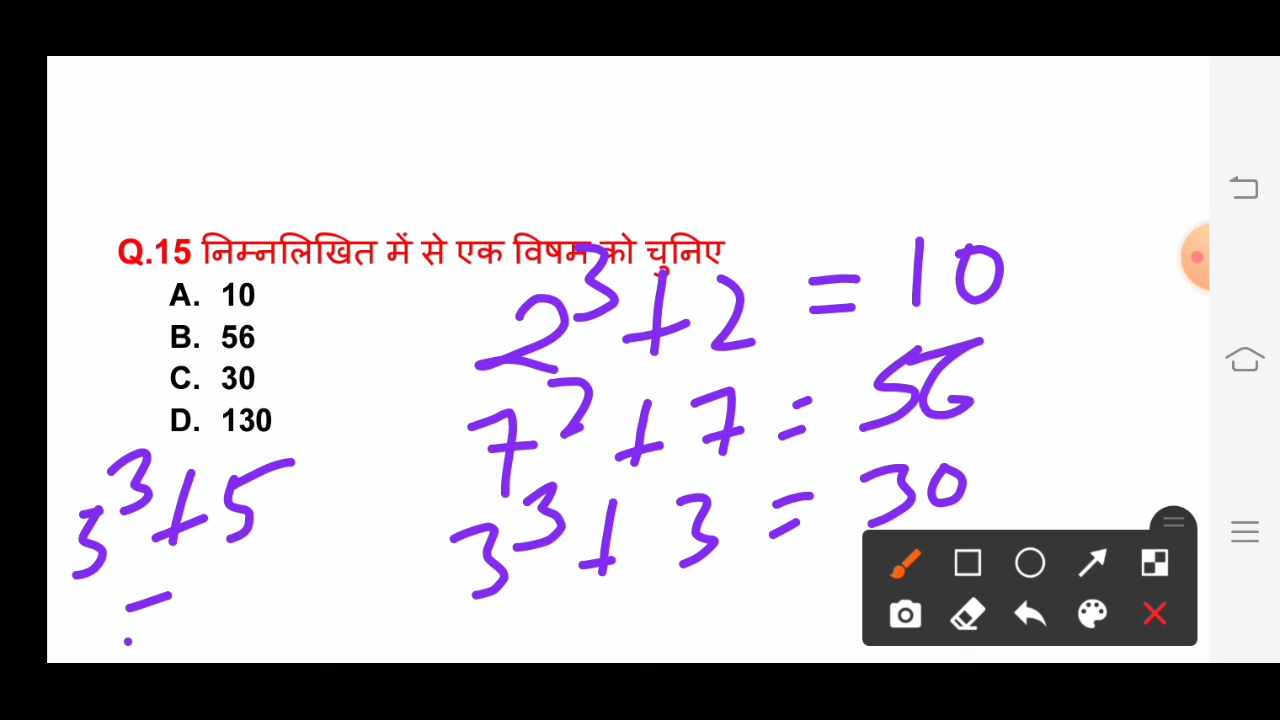 Q.15 निम्नलिखित में से एक विषम को चुनिए
A. 10
B. 56
C. 30
D. 130
2³+2 = 10
7²+7 = 56
3³+3 = 30
3³+5